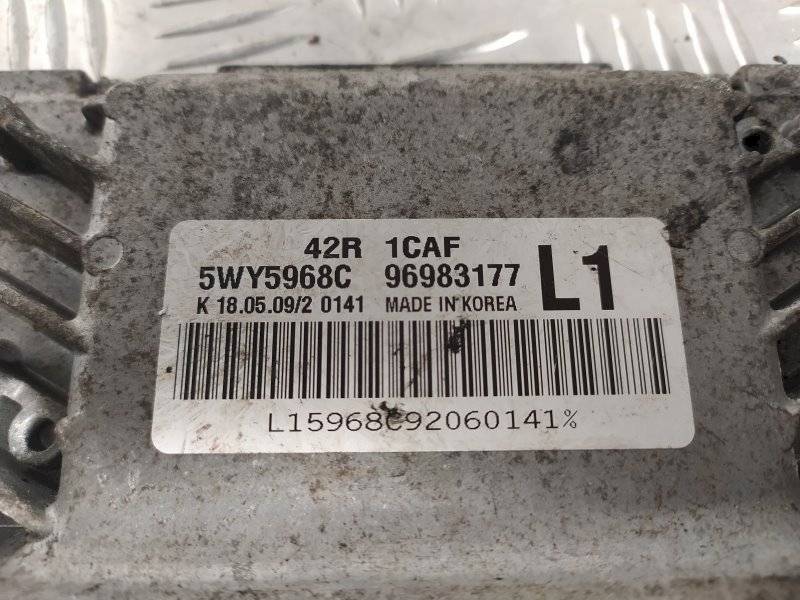 42R 1CAF
5WY5968C 96983177 L1
K 18.05.09/2 0141 MADE IN KOREA
L15968C92060141%